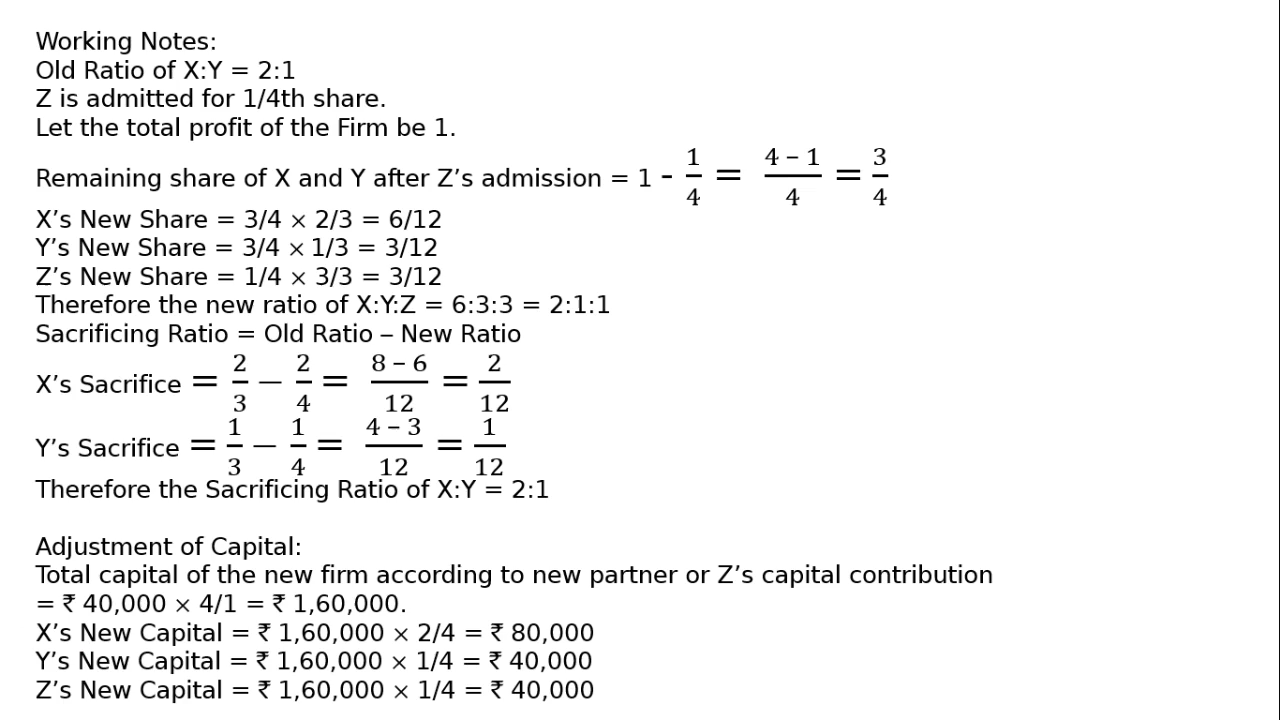 Working Notes:
Old Ratio of X:Y = 2:1
Z is admitted for 1/4th share.
Let the total profit of the Firm be 1.
Remaining share of X and Y after Z’s admission = 1 - 1/4 = (4 – 1)/4 = 3/4
X’s New Share = 3/4 × 2/3 = 6/12
Y’s New Share = 3/4 × 1/3 = 3/12
Z’s New Share = 1/4 × 3/3 = 3/12
Therefore the new ratio of X:Y:Z = 6:3:3 = 2:1:1
Sacrificing Ratio = Old Ratio – New Ratio
X’s Sacrifice = 2/3 − 2/4 = (8 – 6)/12 = 2/12
Y’s Sacrifice = 1/3 − 1/4 = (4 – 3)/12 = 1/12
Therefore the Sacrificing Ratio of X:Y = 2:1
Adjustment of Capital:
Total capital of the new firm according to new partner or Z’s capital contribution
= ₹ 40,000 × 4/1 = ₹ 1,60,000.
X’s New Capital = ₹ 1,60,000 × 2/4 = ₹ 80,000
Y’s New Capital = ₹ 1,60,000 × 1/4 = ₹ 40,000
Z’s New Capital = ₹ 1,60,000 × 1/4 = ₹ 40,000